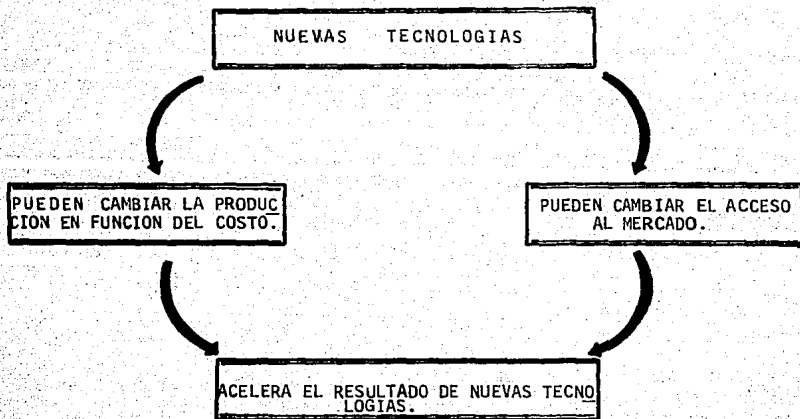 NUEVAS TECNOLOGIAS
PUEDEN CAMBIAR LA PRODUC
CION EN FUNCION DEL COSTO.
PUEDEN CAMBIAR EL ACCESO
AL MERCADO.
ACELERA EL RESULTADO DE NUEVAS TECNO
LOGIAS.